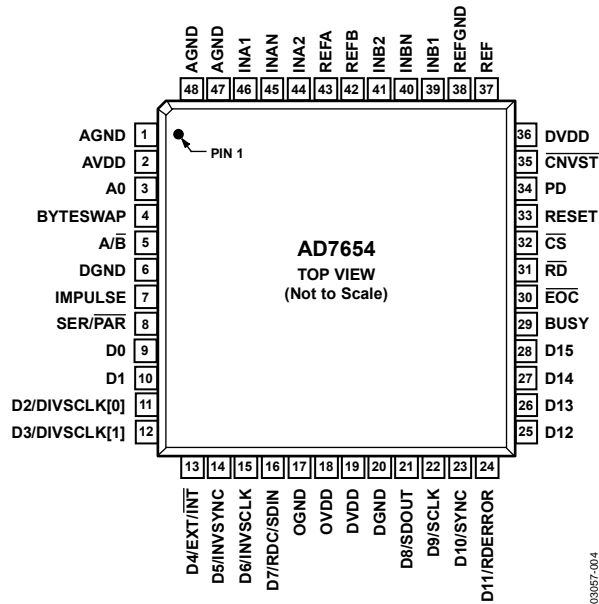 AGND
AGND
INA1
INAN
INA2
REFA
REFB
INB2
INBN
INB1
REFGND
REF
48 47 46 45 44 43 42 41 40 39 38 37
AGND 1
AVDD 2
A0 3
BYTESWAP 4
A/B̅ 5
DGND 6
IMPULSE 7
SER/P̅A̅R̅ 8
D0 9
D1 10
D2/DIVSCLK[0] 11
D3/DIVSCLK[1] 12
PIN 1
AD7654
TOP VIEW
(Not to Scale)
36 DVDD
35 C̅N̅V̅S̅T̅
34 PD
33 RESET
32 C̅S̅
31 R̅D̅
30 E̅O̅C̅
29 BUSY
28 D15
27 D14
26 D13
25 D12
13 14 15 16 17 18 19 20 21 22 23 24
D4/EXT/I̅N̅T̅
D5/INVSYNC
D6/INVSCLK
D7/RDC/SDIN
OGND
OVDD
DVDD
DGND
D8/SDOUT
D9/SCLK
D10/SYNC
D11/RDERROR
03057-004